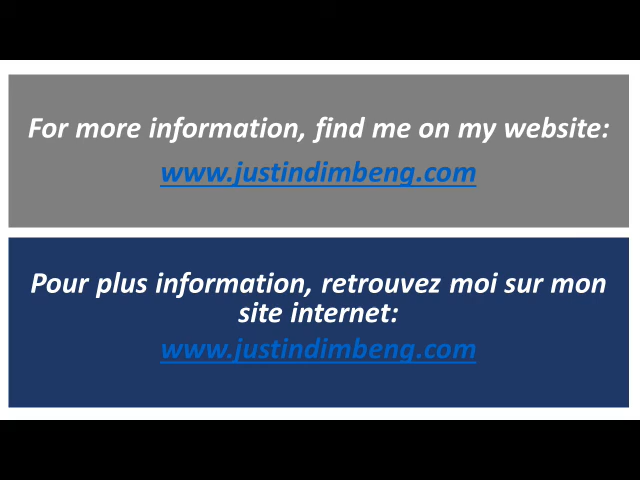 For more information, find me on my website:
www.justindimbeng.com
Pour plus information, retrouvez moi sur mon
site internet:
www.justindimbeng.com